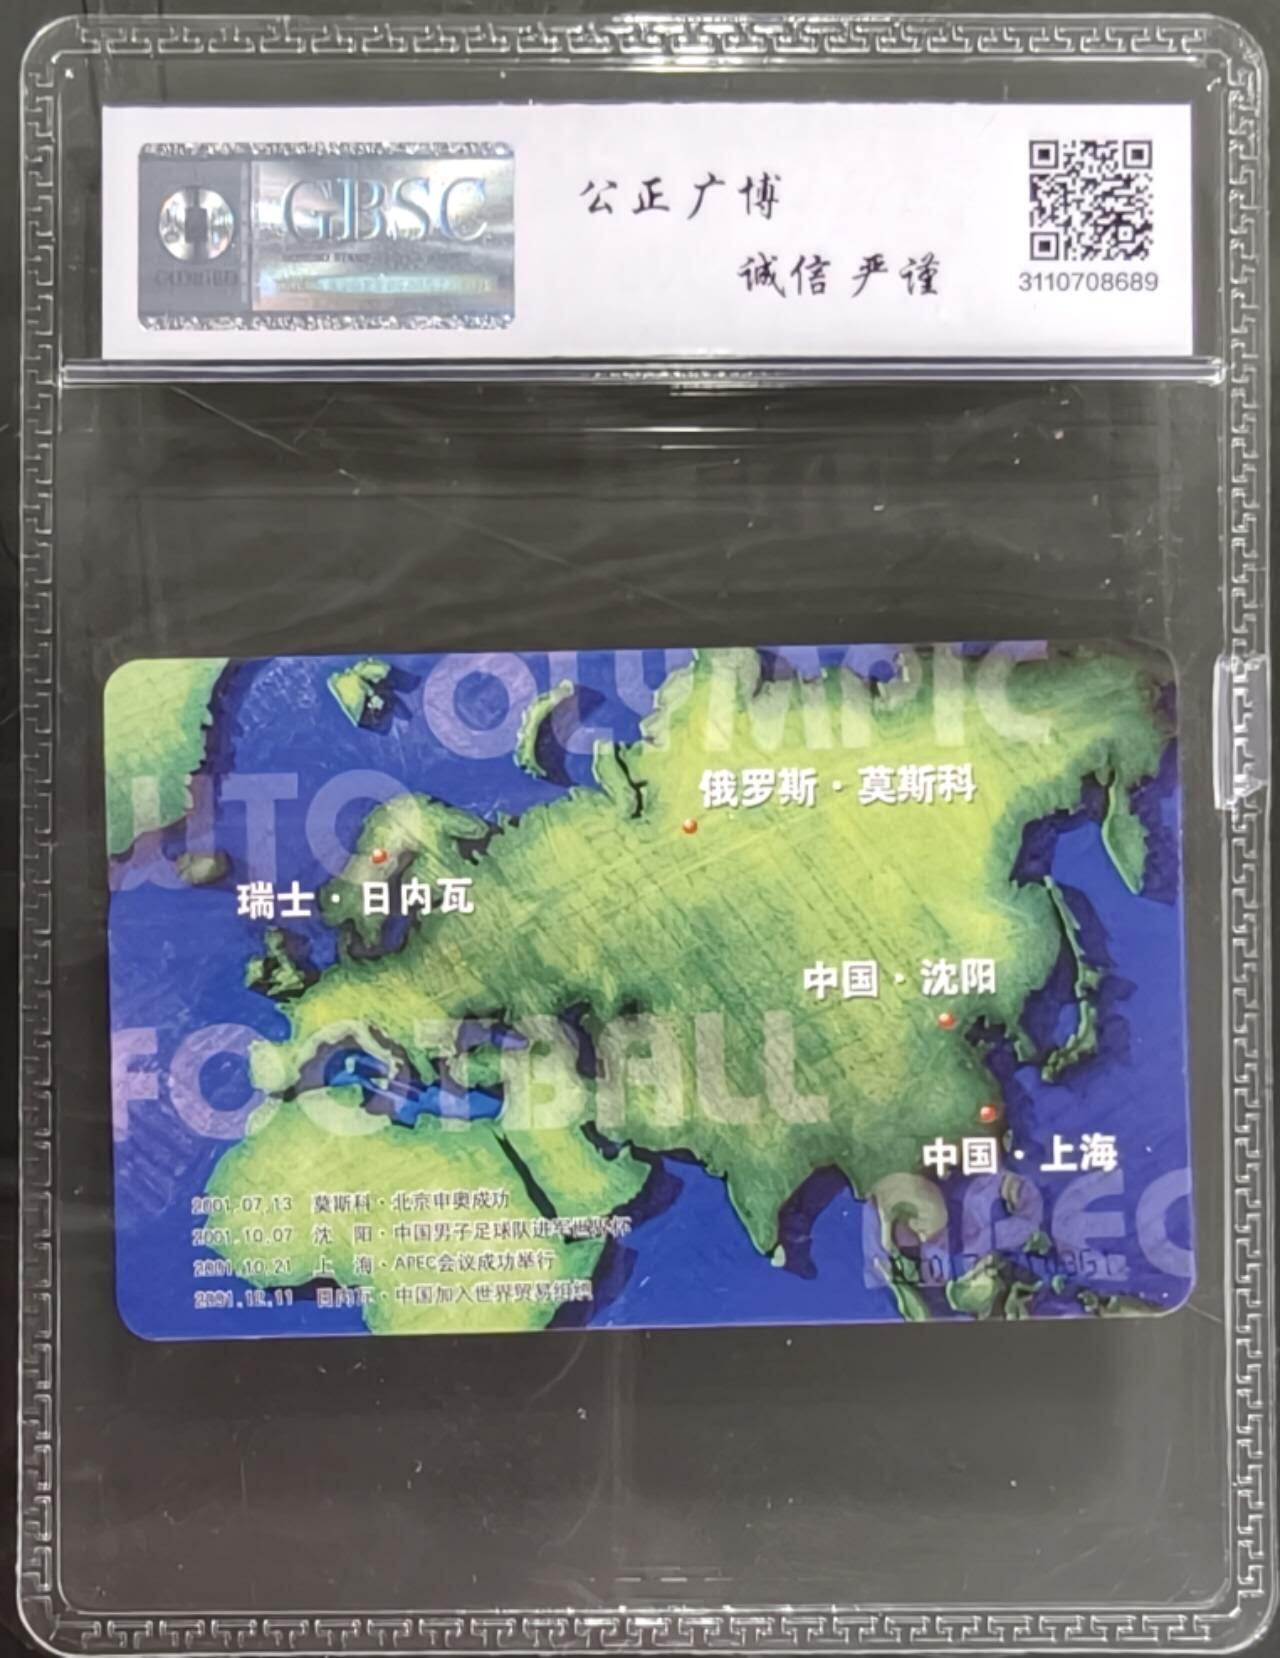 GBSC
公正广博
诚信严谨
3110708689
OLYMPIC
WTO
俄罗斯·莫斯科
瑞士·日内瓦
中国·沈阳
FOOTBALL
中国·上海
APEC
2001.07.13 莫斯科·北京申奥成功
2001.10.07 沈 阳·中国男子足球队进军世界杯
2001.10.21 上 海·APEC会议成功举行
2001.12.11 日内瓦·中国加入世界贸易组织